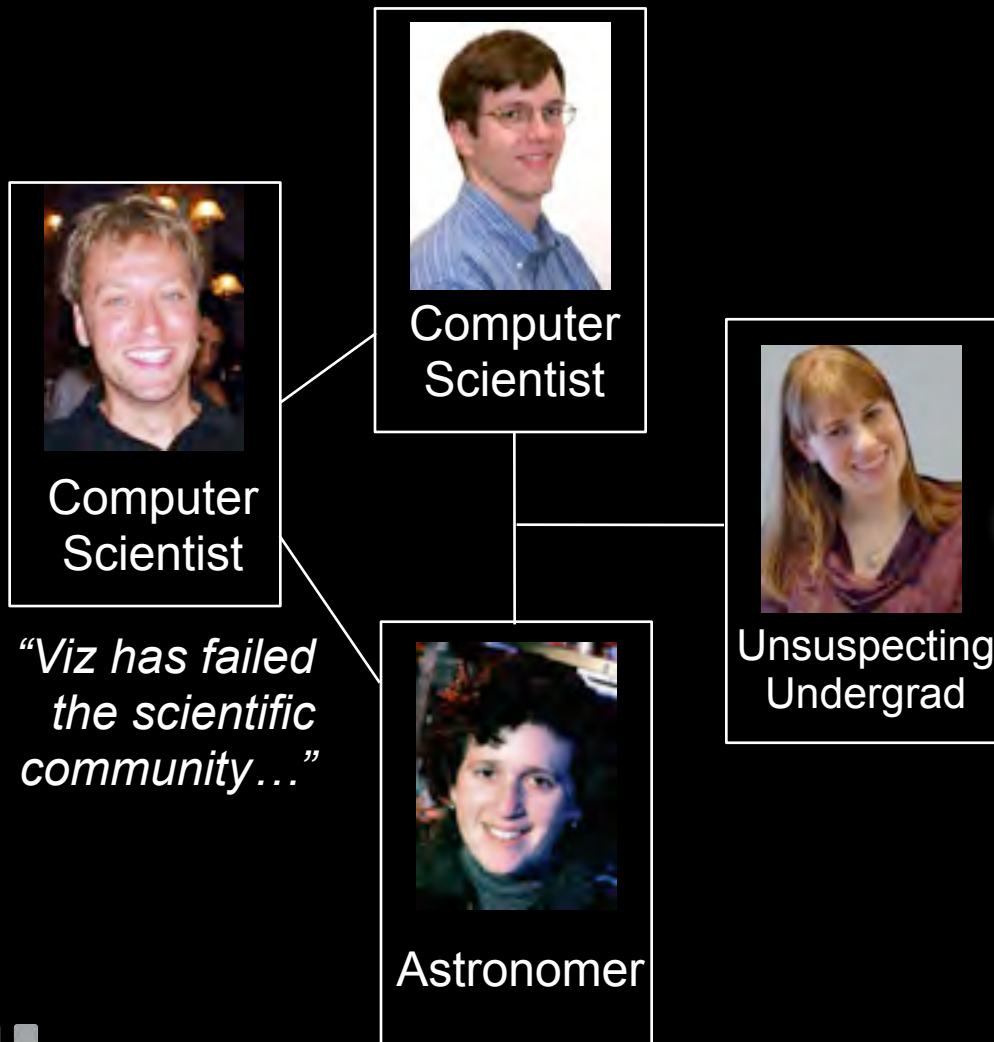 Computer
Scientist
Computer
Scientist
“Viz has failed
the scientific
community…”
Unsuspecting
Undergrad
Astronomer